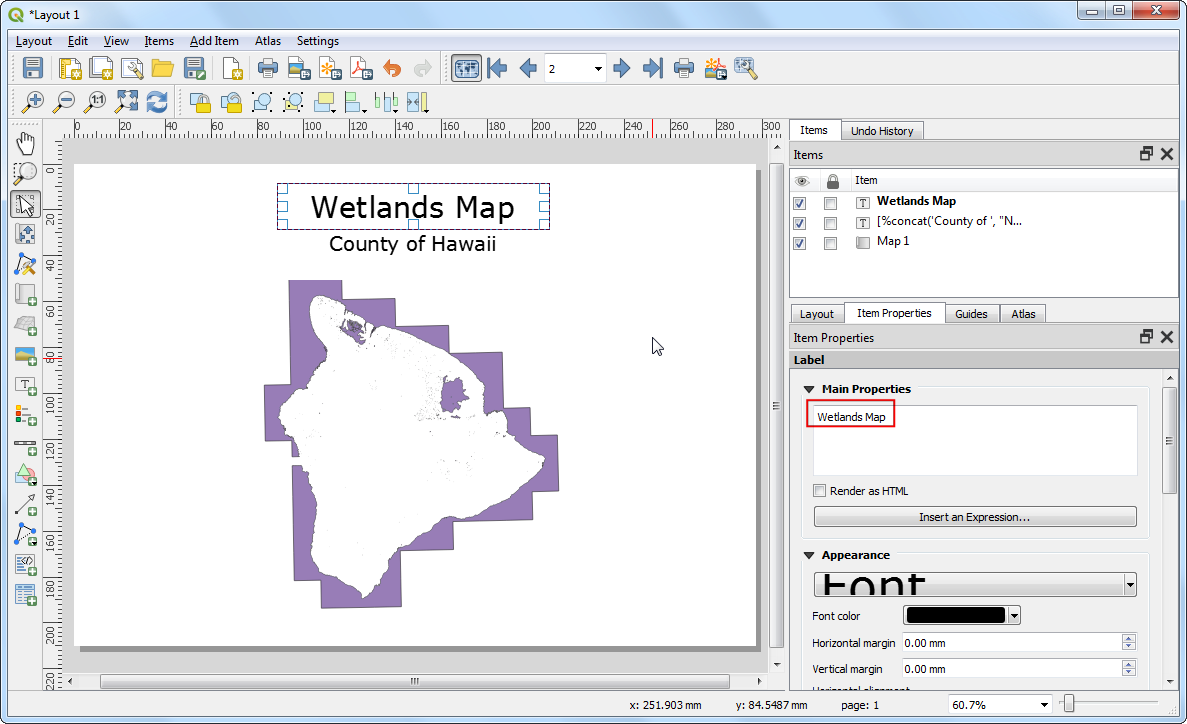 *Layout 1
Layout Edit View Items Add Item Atlas Settings
2
1:1
0 20 40 60 80 100 120 140 160 180 200 220 240 260 280 300
Items Undo History
Items
Item
Wetlands Map
[%concat('County of ', "N...
Map 1
0
20
40
60
80
100
120
140
160
180
200
220
Wetlands Map
County of Hawaii
Layout Item Properties Guides Atlas
Item Properties
Label
Main Properties
Wetlands Map
Render as HTML
Insert an Expression...
Appearance
Font
Font color
Horizontal margin 0.00 mm
Vertical margin 0.00 mm
Horizontal alignment
x: 251.903 mm y: 84.5487 mm page: 1 60.7%